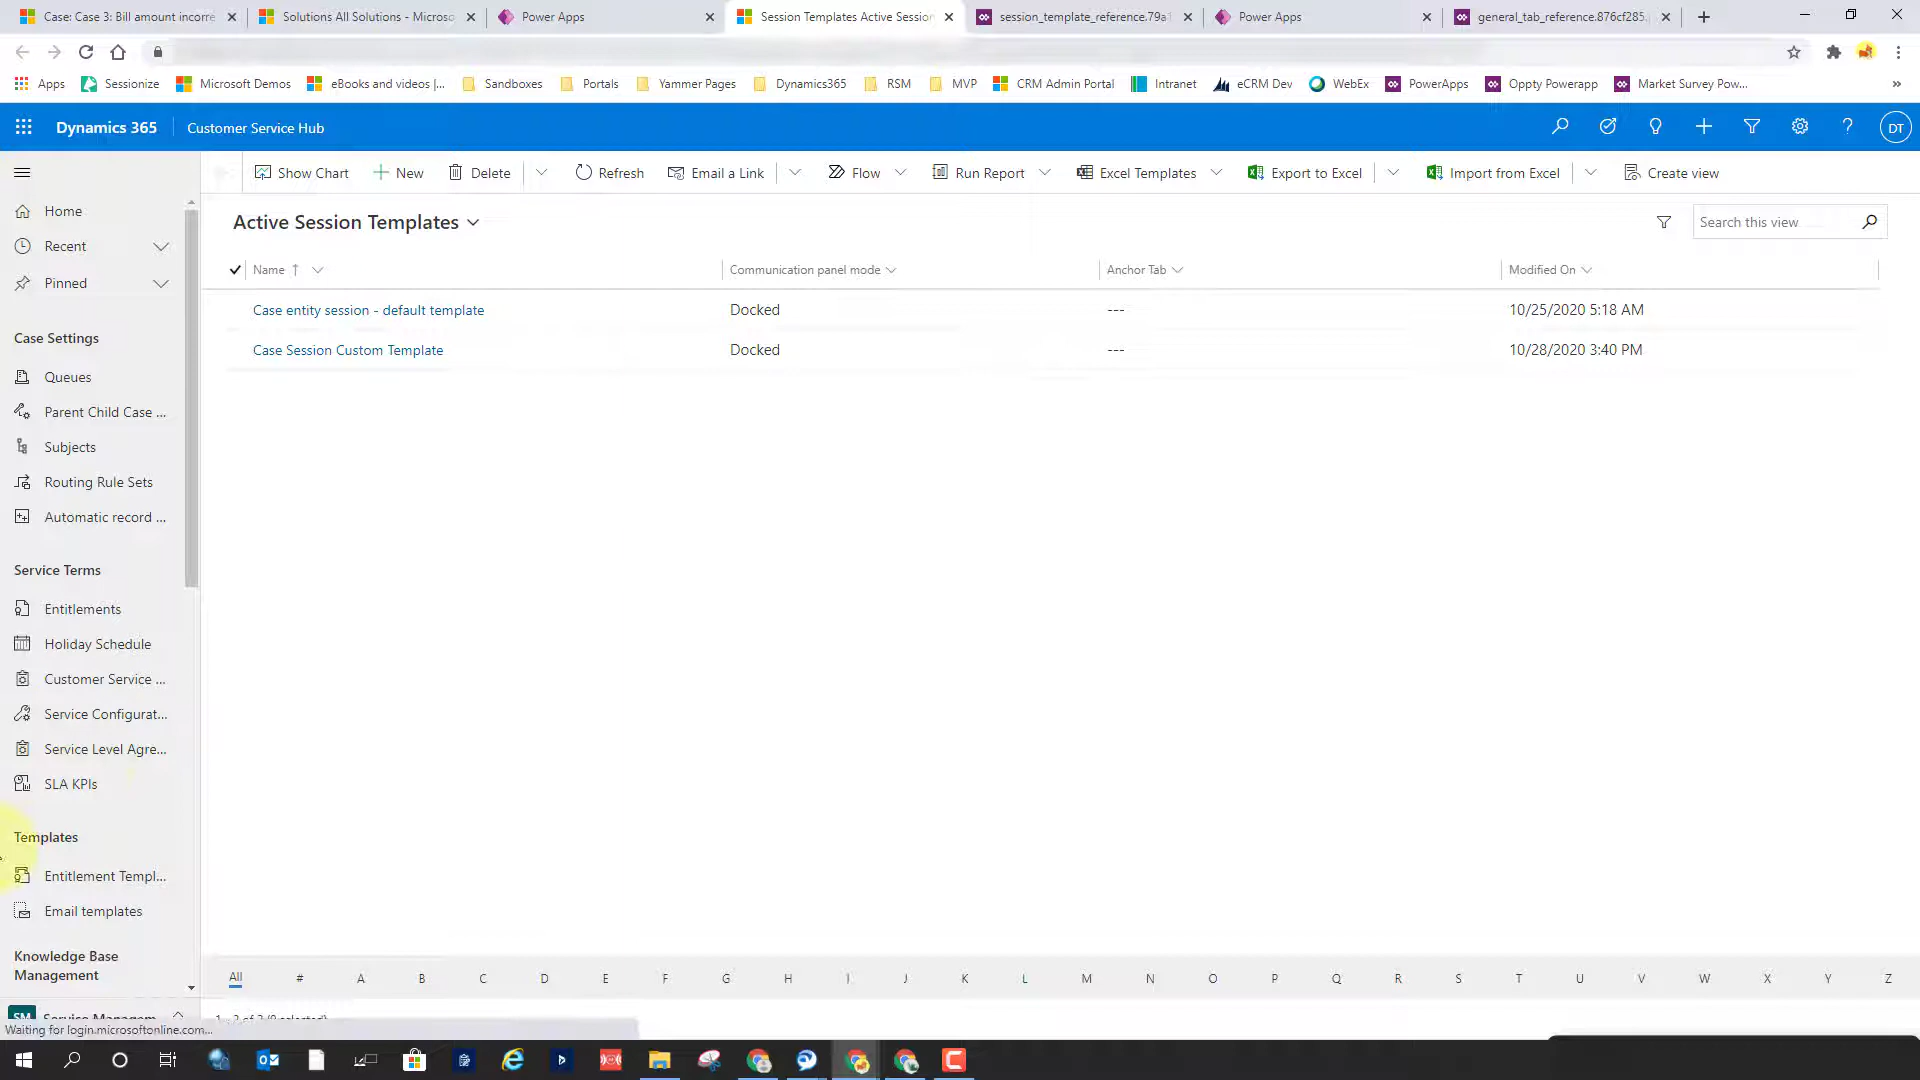 Case: Case 3: Bill amount incorre
Solutions All Solutions - Micros
Power Apps
Session Templates Active Session
session_template_reference.79a
Power Apps
general_tab_reference.876cf285.
Apps
Sessionize
Microsoft Demos
eBooks and videos |...
Sandboxes
Portals
Yammer Pages
Dynamics365
RSM
MVP
CRM Admin Portal
Intranet
eCRM Dev
WebEx
PowerApps
Oppty Powerapp
Market Survey Pow...
»
Dynamics 365
Customer Service Hub
DT
Show Chart
New
Delete
Refresh
Email a Link
Flow
Run Report
Excel Templates
Export to Excel
Import from Excel
Create view
Home
Recent
Pinned
Case Settings
Queues
Parent Child Case ...
Subjects
Routing Rule Sets
Automatic record ...
Service Terms
Entitlements
Holiday Schedule
Customer Service ...
Service Configurat...
Service Level Agre...
SLA KPIs
Templates
Entitlement Templ...
Email templates
Knowledge Base
Management
SM Service Managem
Waiting for login.microsoftonline.com...
Active Session Templates
Search this view
Name ↑
Communication panel mode
Anchor Tab
Modified On
Case entity session - default template
Docked
---
10/25/2020 5:18 AM
Case Session Custom Template
Docked
---
10/28/2020 3:40 PM
All # A B C D E F G H I J K L M N O P Q R S T U V W X Y Z